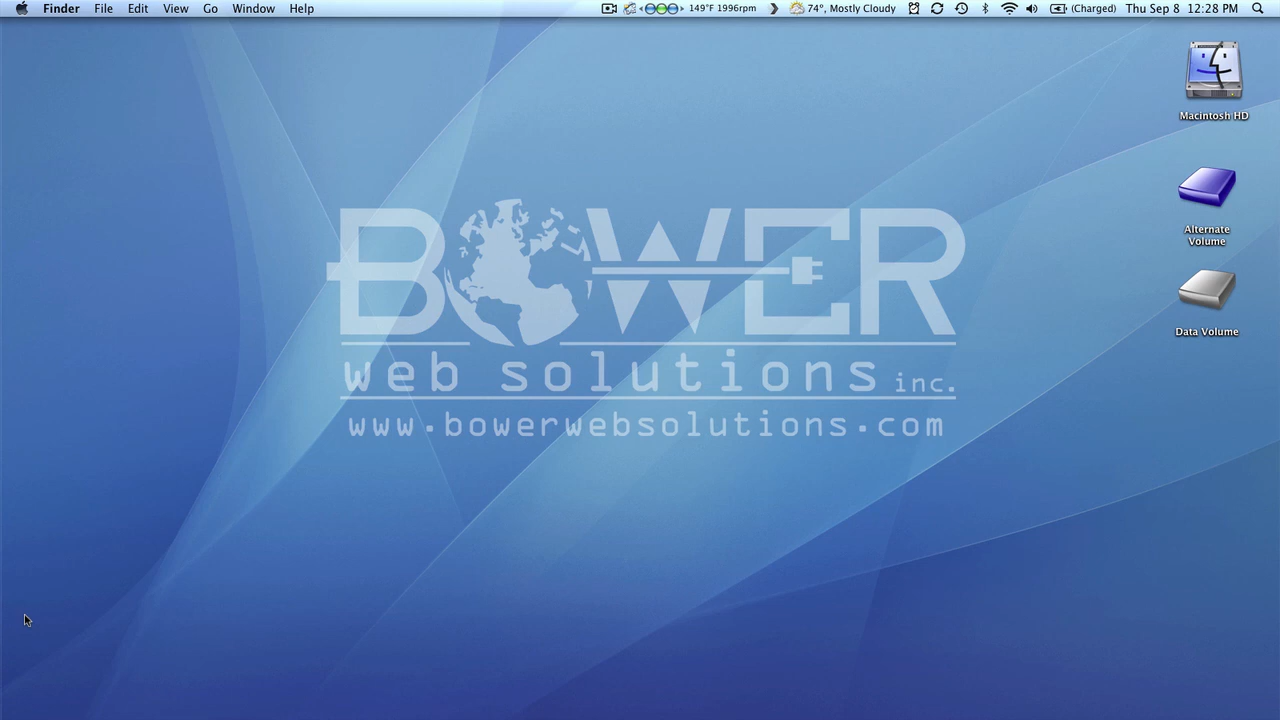 Finder File Edit View Go Window Help 149°F 1996rpm 74°, Mostly Cloudy (Charged) Thu Sep 8 12:28 PM
Macintosh HD
Alternate
Volume
Data Volume
BOWER
web solutions inc.
www.bowerwebsolutions.com